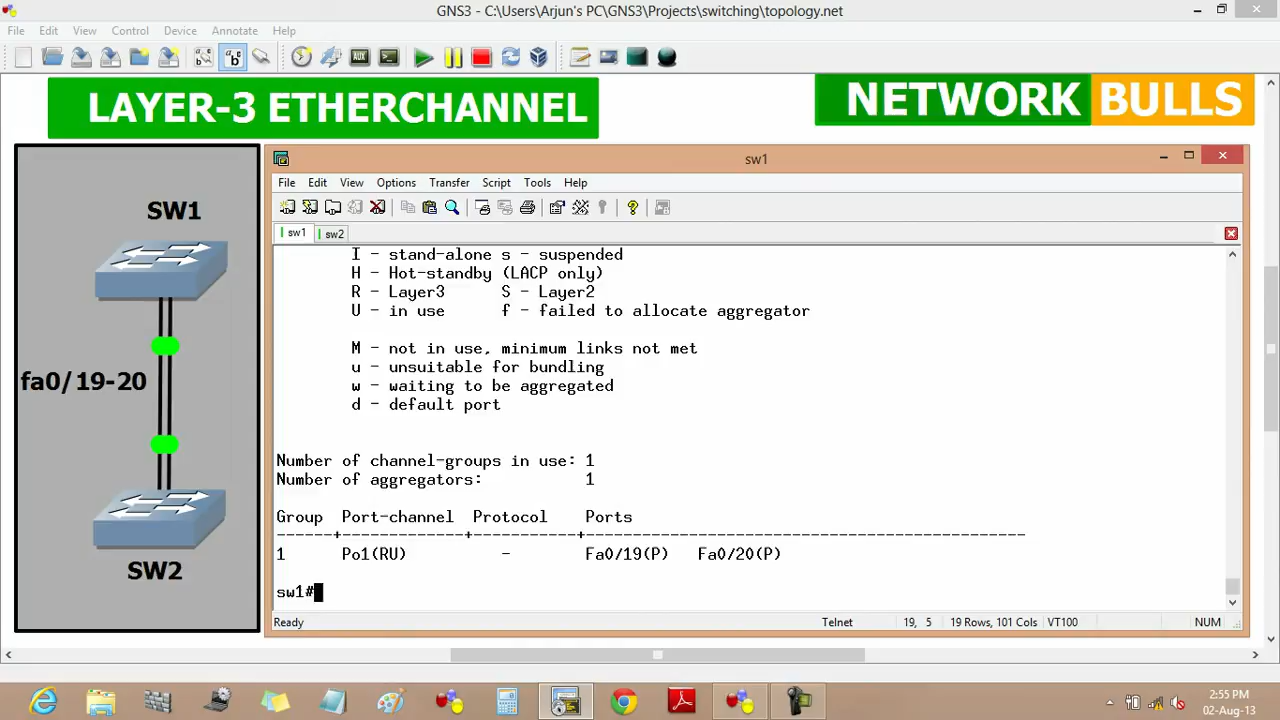 GNS3 - C:\Users\Arjun's PC\GNS3\Projects\switching\topology.net
File Edit View Control Device Annotate Help
LAYER-3 ETHERCHANNEL
NETWORK BULLS
SW1
fa0/19-20
SW2
sw1
File Edit View Options Transfer Script Tools Help
sw1 sw2
I - stand-alone s - suspended
H - Hot-standby (LACP only)
R - Layer3 S - Layer2
U - in use f - failed to allocate aggregator
M - not in use, minimum links not met
u - unsuitable for bundling
w - waiting to be aggregated
d - default port
Number of channel-groups in use: 1
Number of aggregators: 1
Group Port-channel Protocol Ports
------+-------------+-----------+-----------------------------------------------
1 Po1(RU) - Fa0/19(P) Fa0/20(P)
sw1#
Ready Telnet 19, 5 19 Rows, 101 Cols VT100 NUM
2:55 PM
02-Aug-13